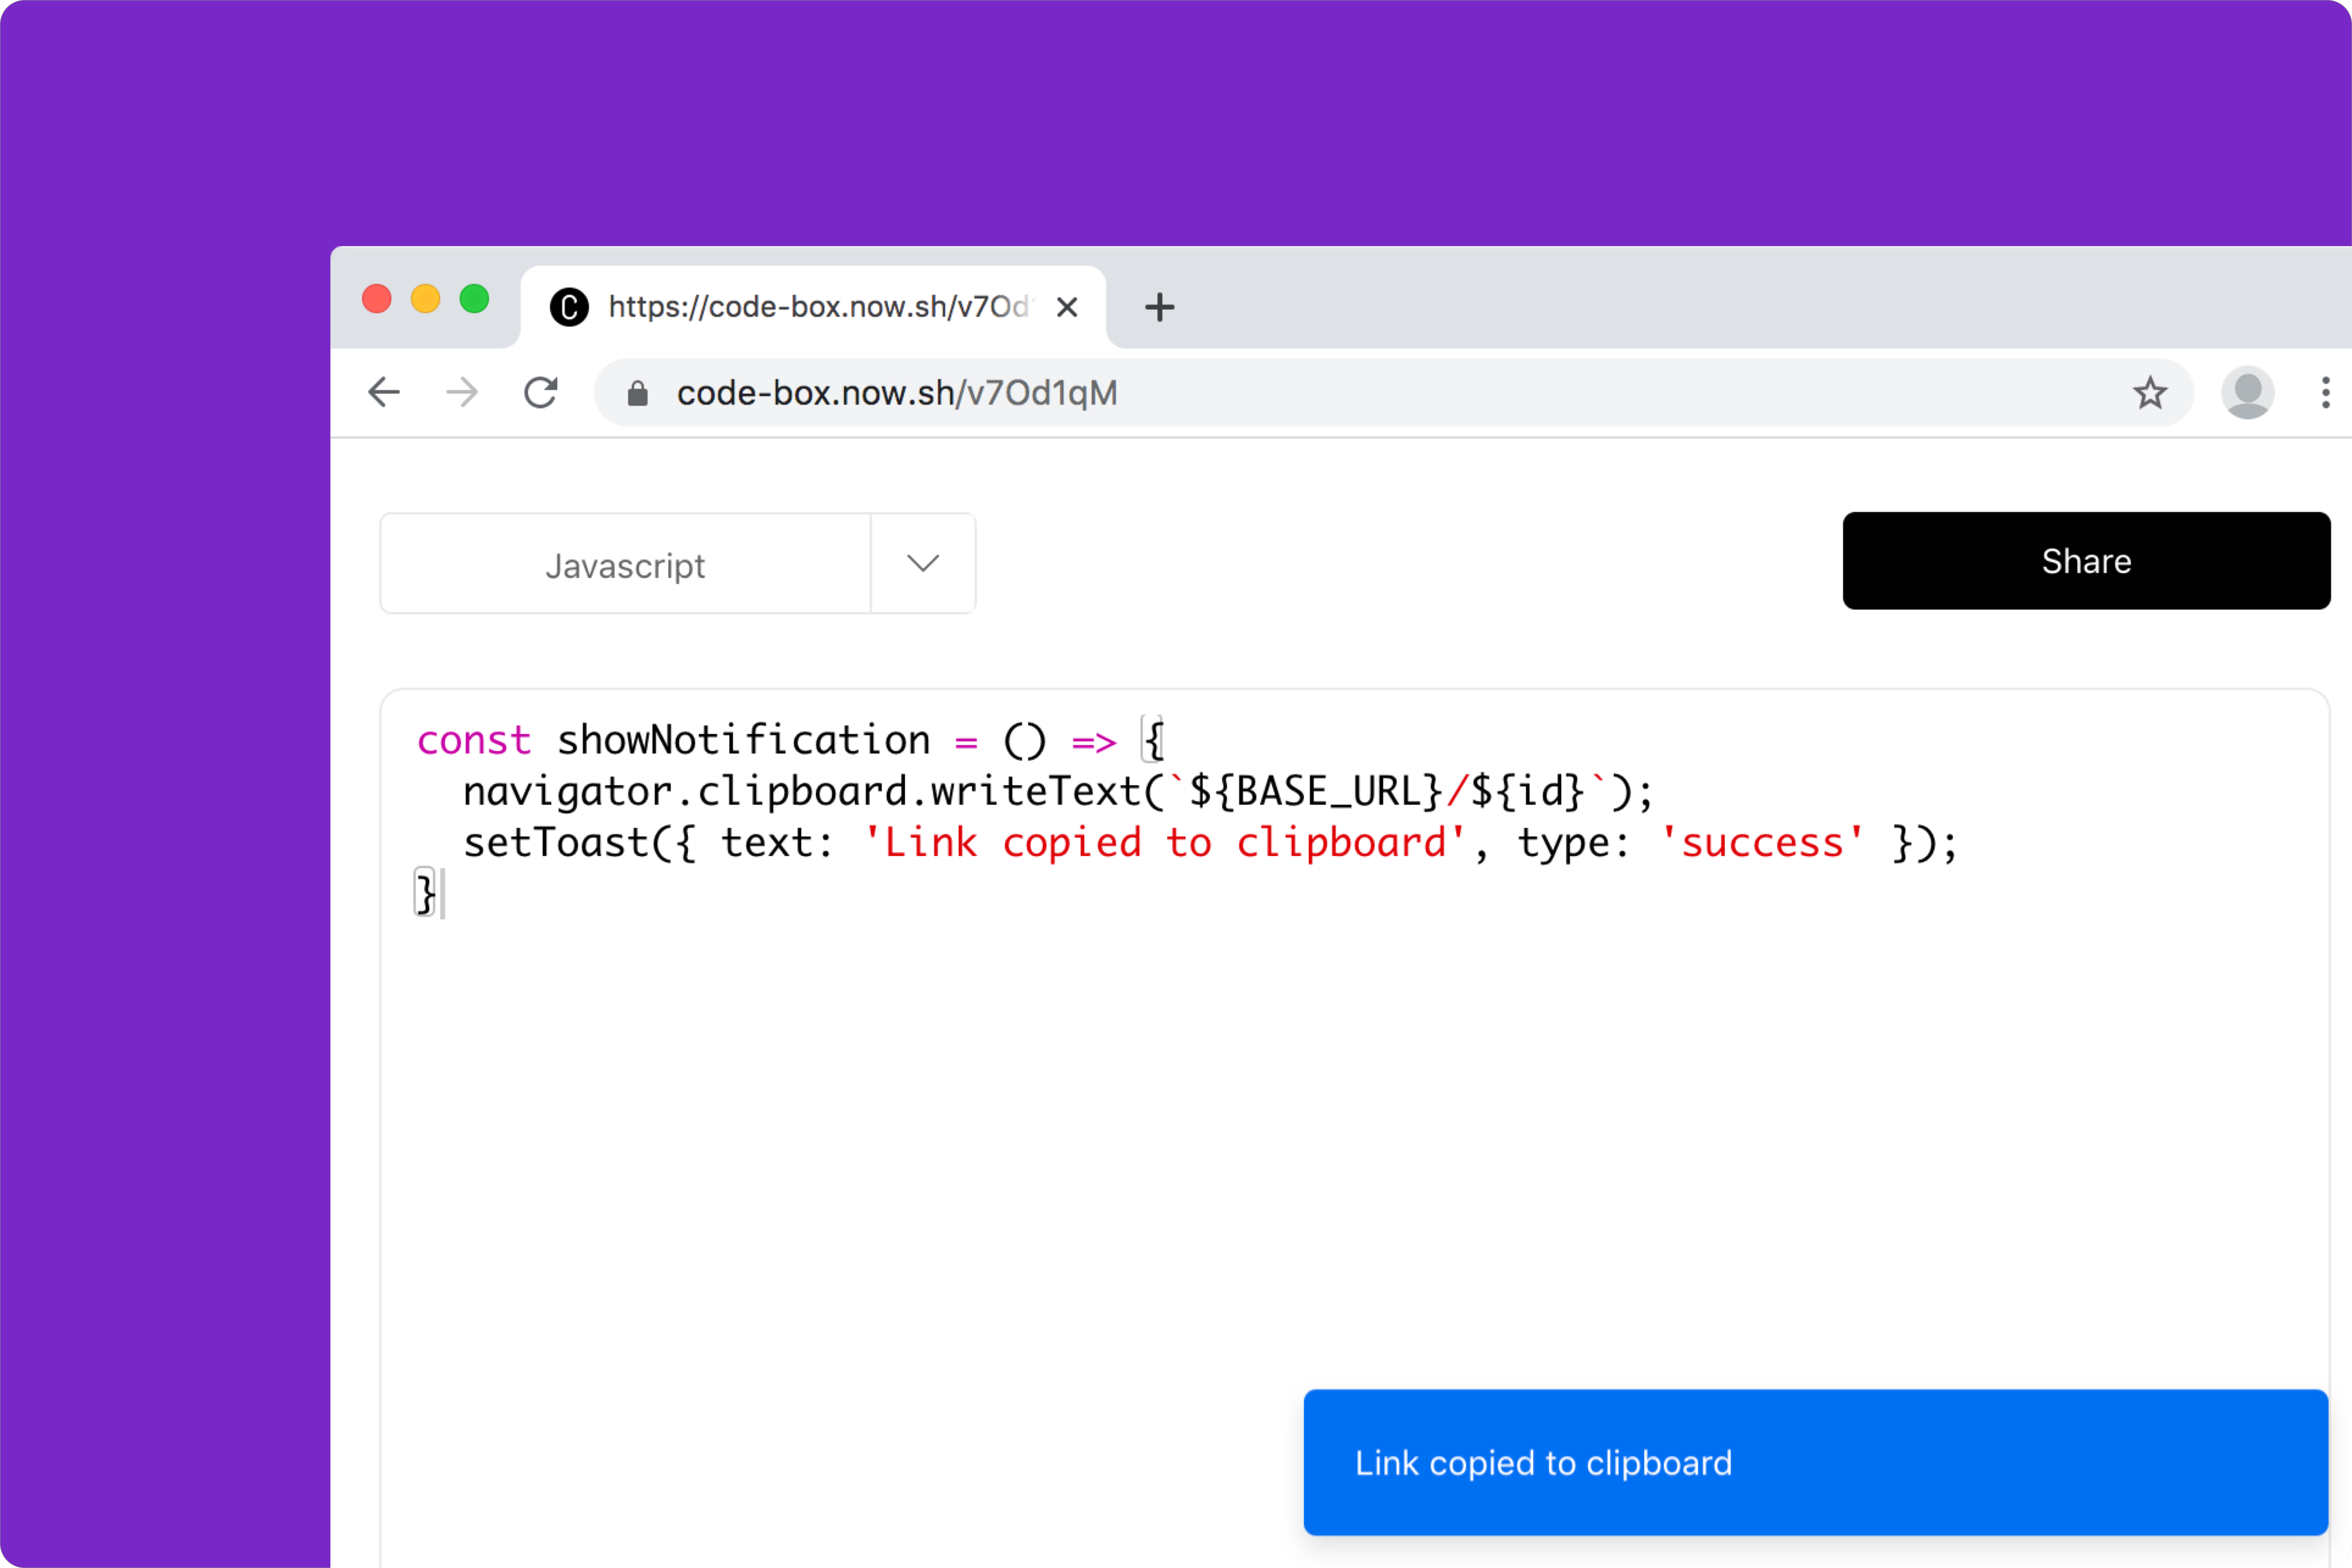 C https://code-box.now.sh/v7Od
code-box.now.sh/v7Od1qM
Javascript
Share
const showNotification = () => {
  navigator.clipboard.writeText(`${BASE_URL}/${id}`);
  setToast({ text: 'Link copied to clipboard', type: 'success' });
}
Link copied to clipboard